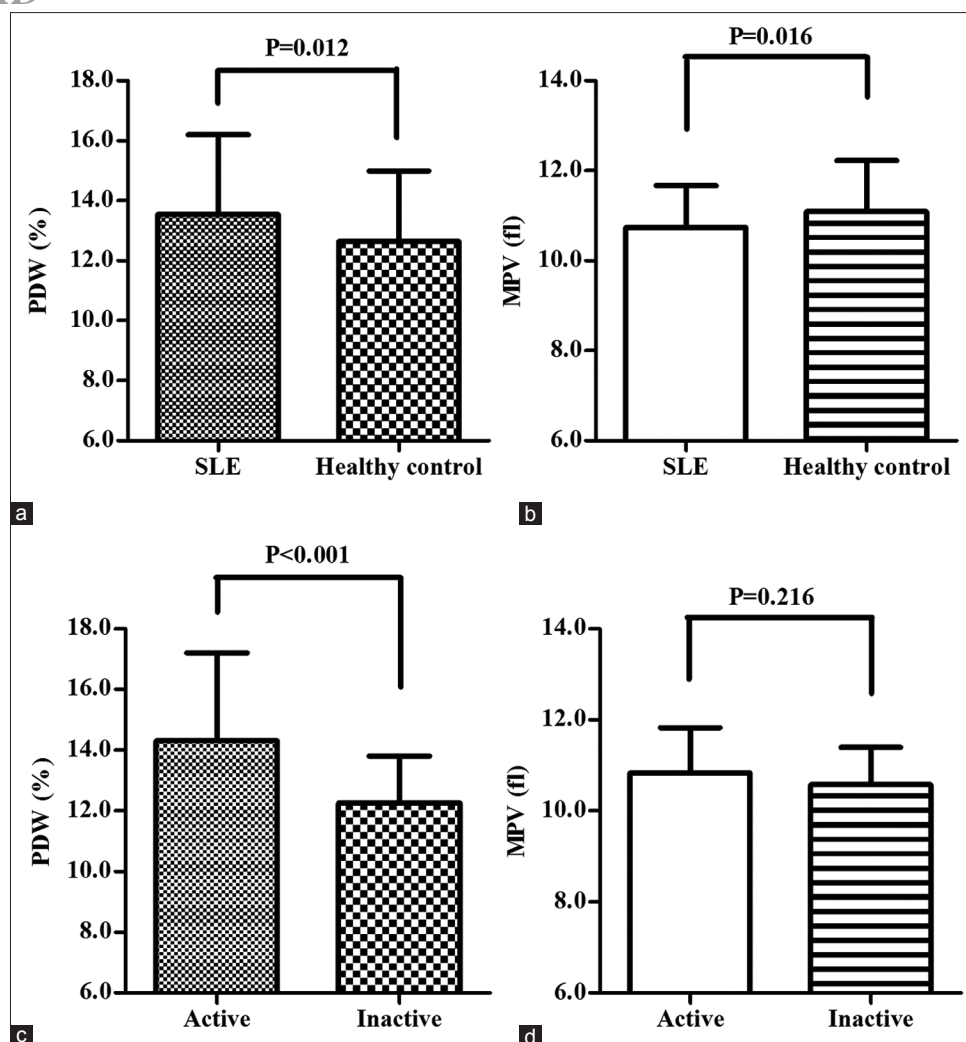 P=0.012
18.0
16.0
14.0
12.0
10.0
8.0
6.0
PDW (%)
SLE
Healthy control
a
P=0.016
14.0
12.0
10.0
8.0
6.0
MPV (fl)
SLE
Healthy control
b
P<0.001
18.0
16.0
14.0
12.0
10.0
8.0
6.0
PDW (%)
Active
Inactive
c
P=0.216
14.0
12.0
10.0
8.0
6.0
MPV (fl)
Active
Inactive
d